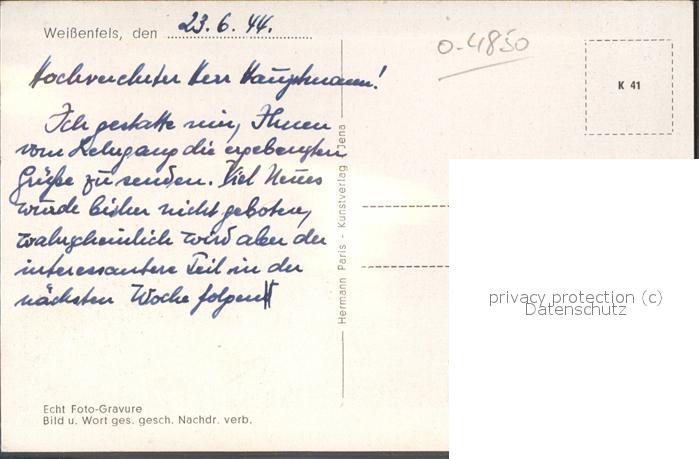 Weißenfels, den 23. 6. 44.
o-4850
K 41
Hochverehrter Herr Hauptmann!
Ich gestatte mir, Ihnen
vom Lehrgang die ergebensten
Grüße zu senden. Viel Neues
wurde bisher nicht geboten,
wahrscheinlich wird aber der
interessantere Teil in der
nächsten Woche folgen
Hermann Paris - Kunstverlag - Jena
privacy protection (c)
Datenschutz
Echt Foto-Gravure
Bild u. Wort ges. gesch. Nachdr. verb.